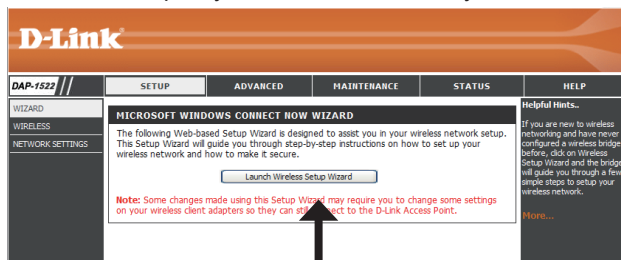 D-Link
DAP-1522 SETUP ADVANCED MAINTENANCE STATUS HELP
WIZARD
WIRELESS
NETWORK SETTINGS
MICROSOFT WINDOWS CONNECT NOW WIZARD
The following Web-based Setup Wizard is designed to assist you in your wireless network setup.
This Setup Wizard will guide you through step-by-step instructions on how to set up your
wireless network and how to make it secure.
Launch Wireless Setup Wizard
Note: Some changes made using this Setup Wizard may require you to change some settings
on your wireless client adapters so they can still connect to the D-Link Access Point.
Helpful Hints..
If you are new to wireless
networking and have never
configured a wireless bridge
before, click on Wireless
Setup Wizard and the bridge
will guide you through a few
simple steps to setup your
wireless network.
More...